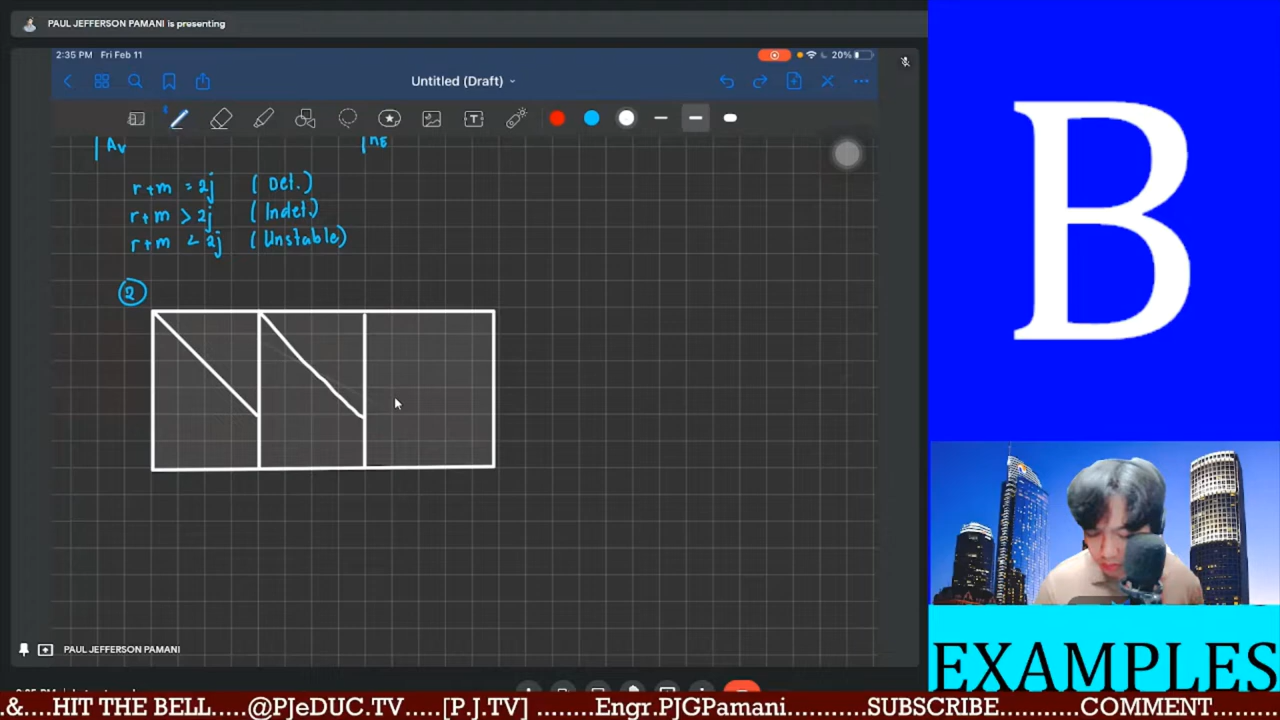 PAUL JEFFERSON PAMANI is presenting
2:35 PM Fri Feb 11
20%
Untitled (Draft)
T
Av
r+m = 2j (Det.)
r+m > 2j (Indet.)
r+m < 2j (Unstable)
2
PAUL JEFFERSON PAMANI
B
EXAMPLES
&....HIT THE BELL.....@PJeDUC.TV.....[P.J.TV] ........Engr.PJGPamani...........SUBSCRIBE...........COMMENT........